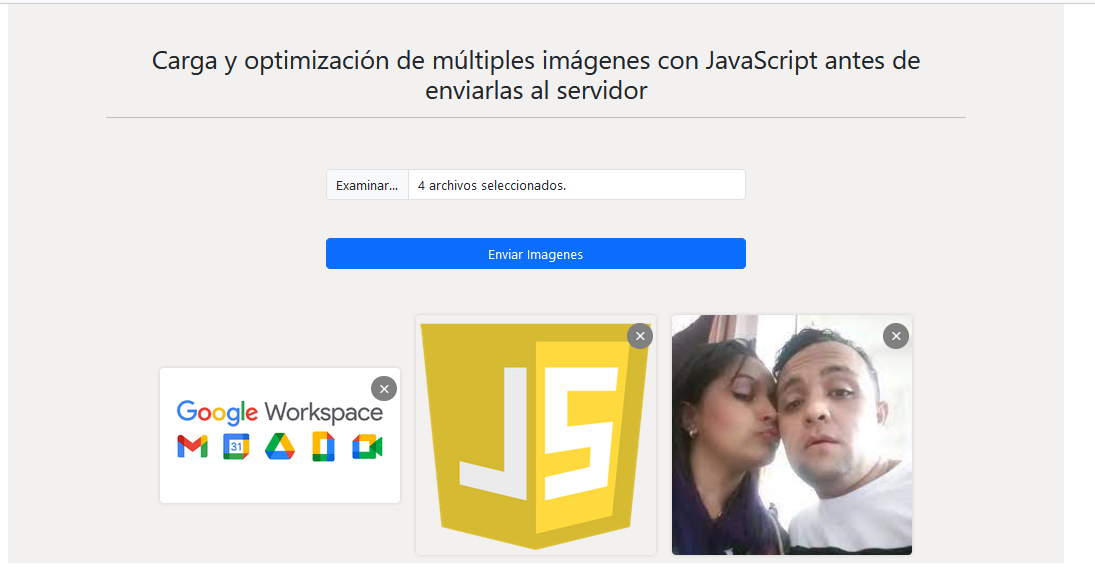 Carga y optimización de múltiples imágenes con JavaScript antes de
enviarlas al servidor
Examinar... 4 archivos seleccionados.
Enviar Imagenes
Google Workspace
31
JS